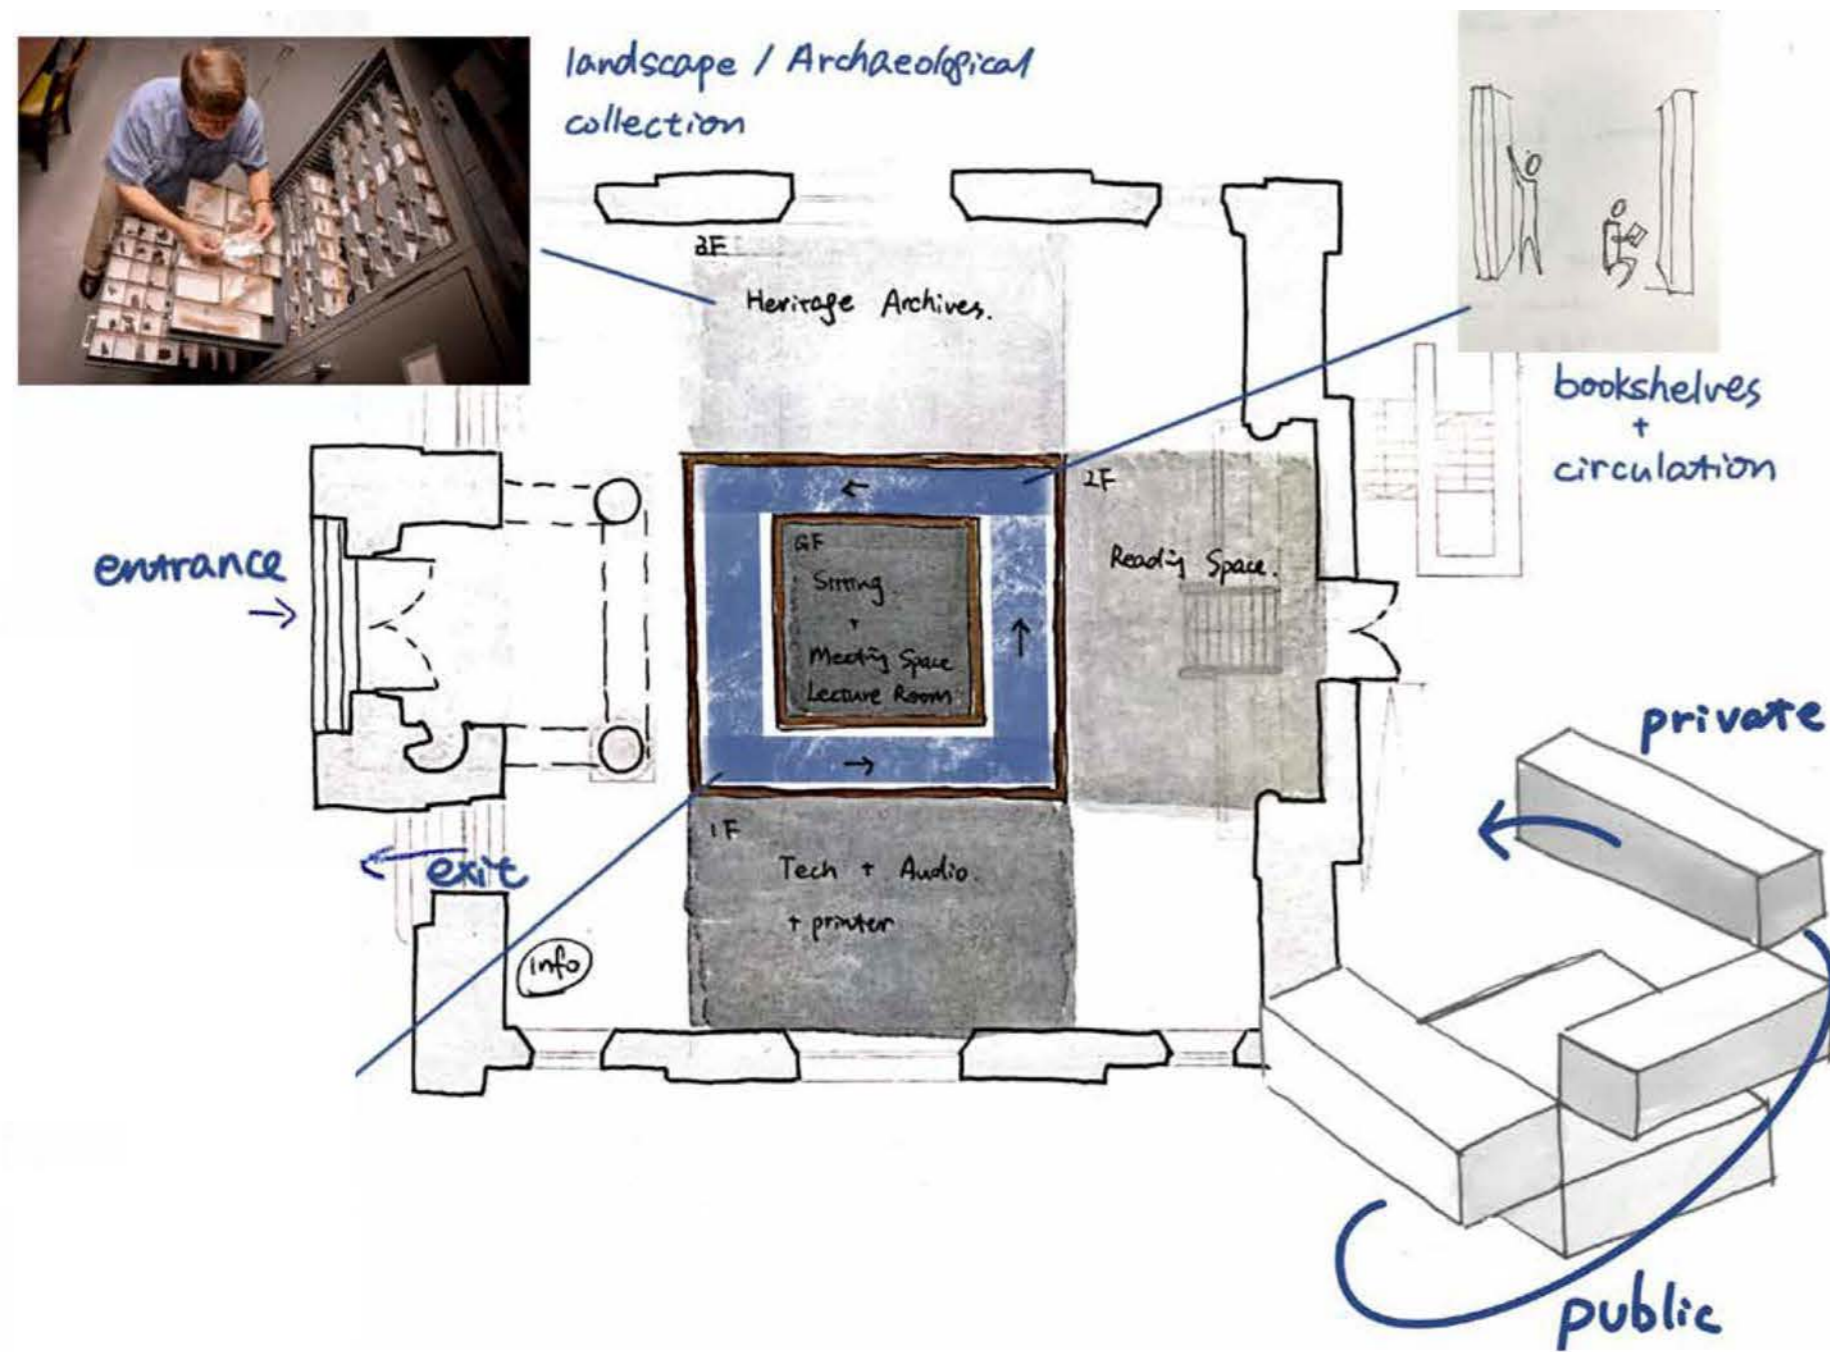 landscape / Archaeological
collection
3F
Heritage Archives.
bookshelves
+
circulation
2F
Reading Space.
GF
Sitting
+
Meeting Space
Lecture Room
entrance
1F
Tech + Audio.
+ printer
exit
info
private
public